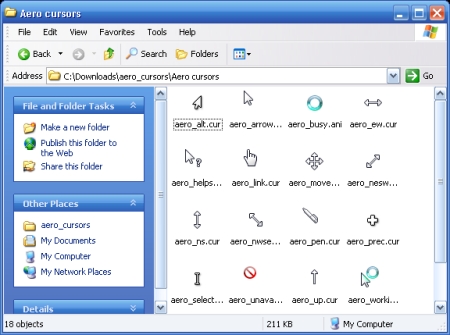 Aero cursors
File Edit View Favorites Tools Help
Back Search Folders
Address C:\Downloads\aero_cursors\Aero cursors Go
File and Folder Tasks
Make a new folder
Publish this folder to
the Web
Share this folder
Other Places
aero_cursors
My Documents
My Computer
My Network Places
Details
aero_alt.cur aero_arrow... aero_busy.ani aero_ew.cur
aero_helps... aero_link.cur aero_move... aero_nesw...
aero_ns.cur aero_nwse... aero_pen.cur aero_prec.cur
aero_select... aero_unava... aero_up.cur aero_worki...
18 objects 211 KB My Computer